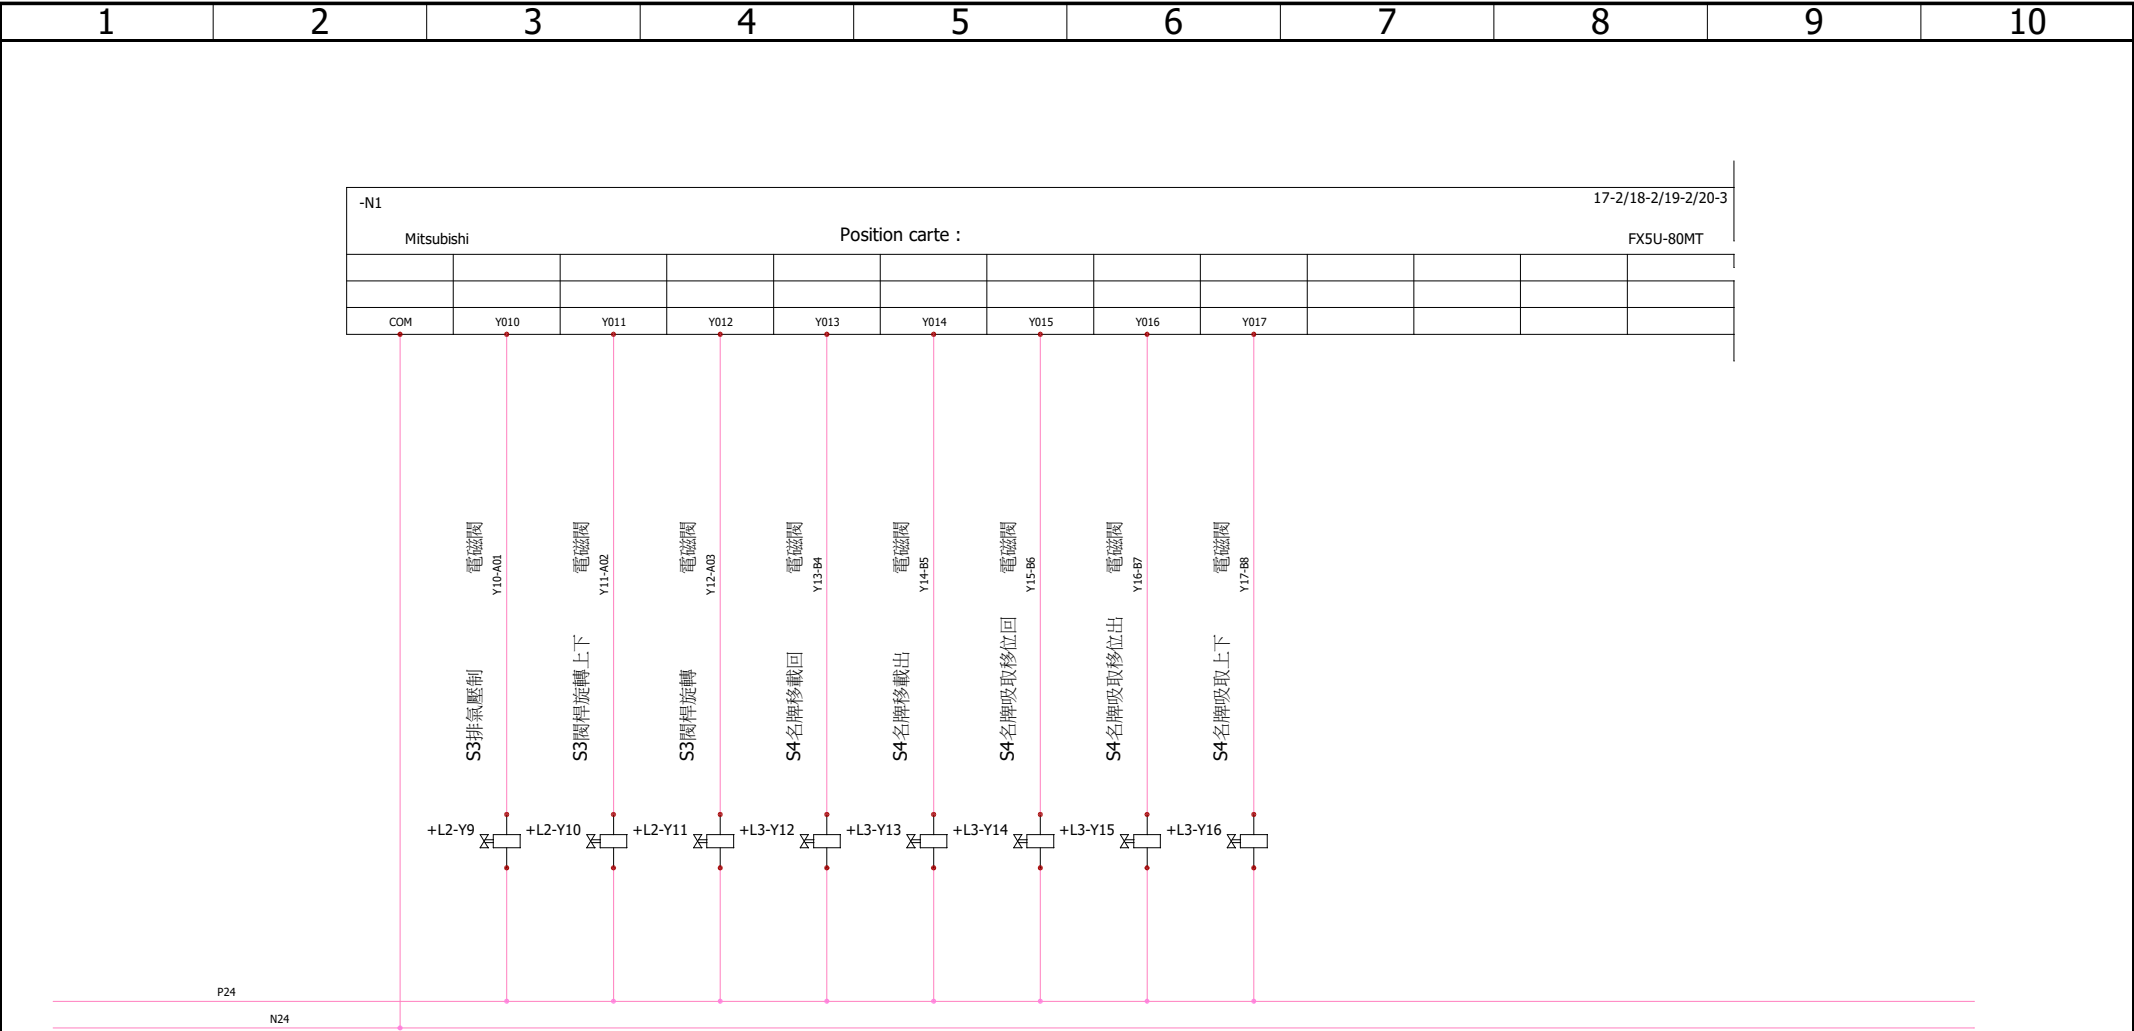 1 2 3 4 5 6 7 8 9 10
-N1 17-2/18-2/19-2/20-3
Mitsubishi Position carte : FX5U-80MT
COM Y010 Y011 Y012 Y013 Y014 Y015 Y016 Y017
電磁閥 Y10-A01
電磁閥 Y11-A02
電磁閥 Y12-A03
電磁閥 Y13-B4
電磁閥 Y14-B5
電磁閥 Y15-B6
電磁閥 Y16-B7
電磁閥 Y17-B8
S3排氣壓制
S3閥桿旋轉上下
S3閥桿旋轉
S4名牌移載回
S4名牌移載出
S4名牌吸取移位回
S4名牌吸取移位出
S4名牌吸取上下
+L2-Y9 +L2-Y10 +L2-Y11 +L3-Y12 +L3-Y13 +L3-Y14 +L3-Y15 +L3-Y16
P24
N24